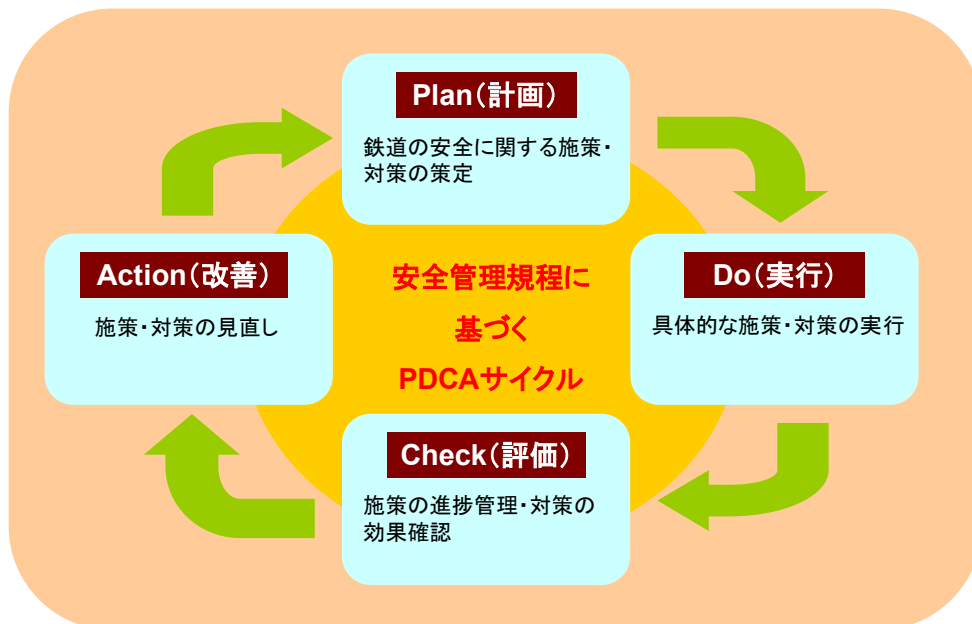 Plan(計画)
鉄道の安全に関する施策・
対策の策定
Action(改善)
施策・対策の見直し
安全管理規程に
基づく
PDCAサイクル
Do(実行)
具体的な施策・対策の実行
Check(評価)
施策の進捗管理・対策の
効果確認